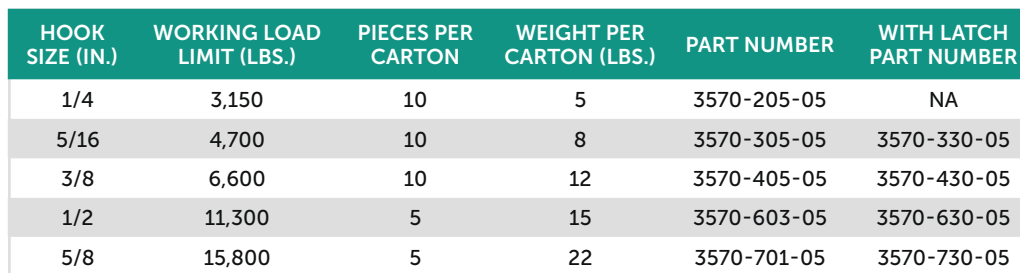 HOOK SIZE (IN.) WORKING LOAD LIMIT (LBS.) PIECES PER CARTON WEIGHT PER CARTON (LBS.) PART NUMBER WITH LATCH PART NUMBER
1/4 3,150 10 5 3570-205-05 NA
5/16 4,700 10 8 3570-305-05 3570-330-05
3/8 6,600 10 12 3570-405-05 3570-430-05
1/2 11,300 5 15 3570-603-05 3570-630-05
5/8 15,800 5 22 3570-701-05 3570-730-05